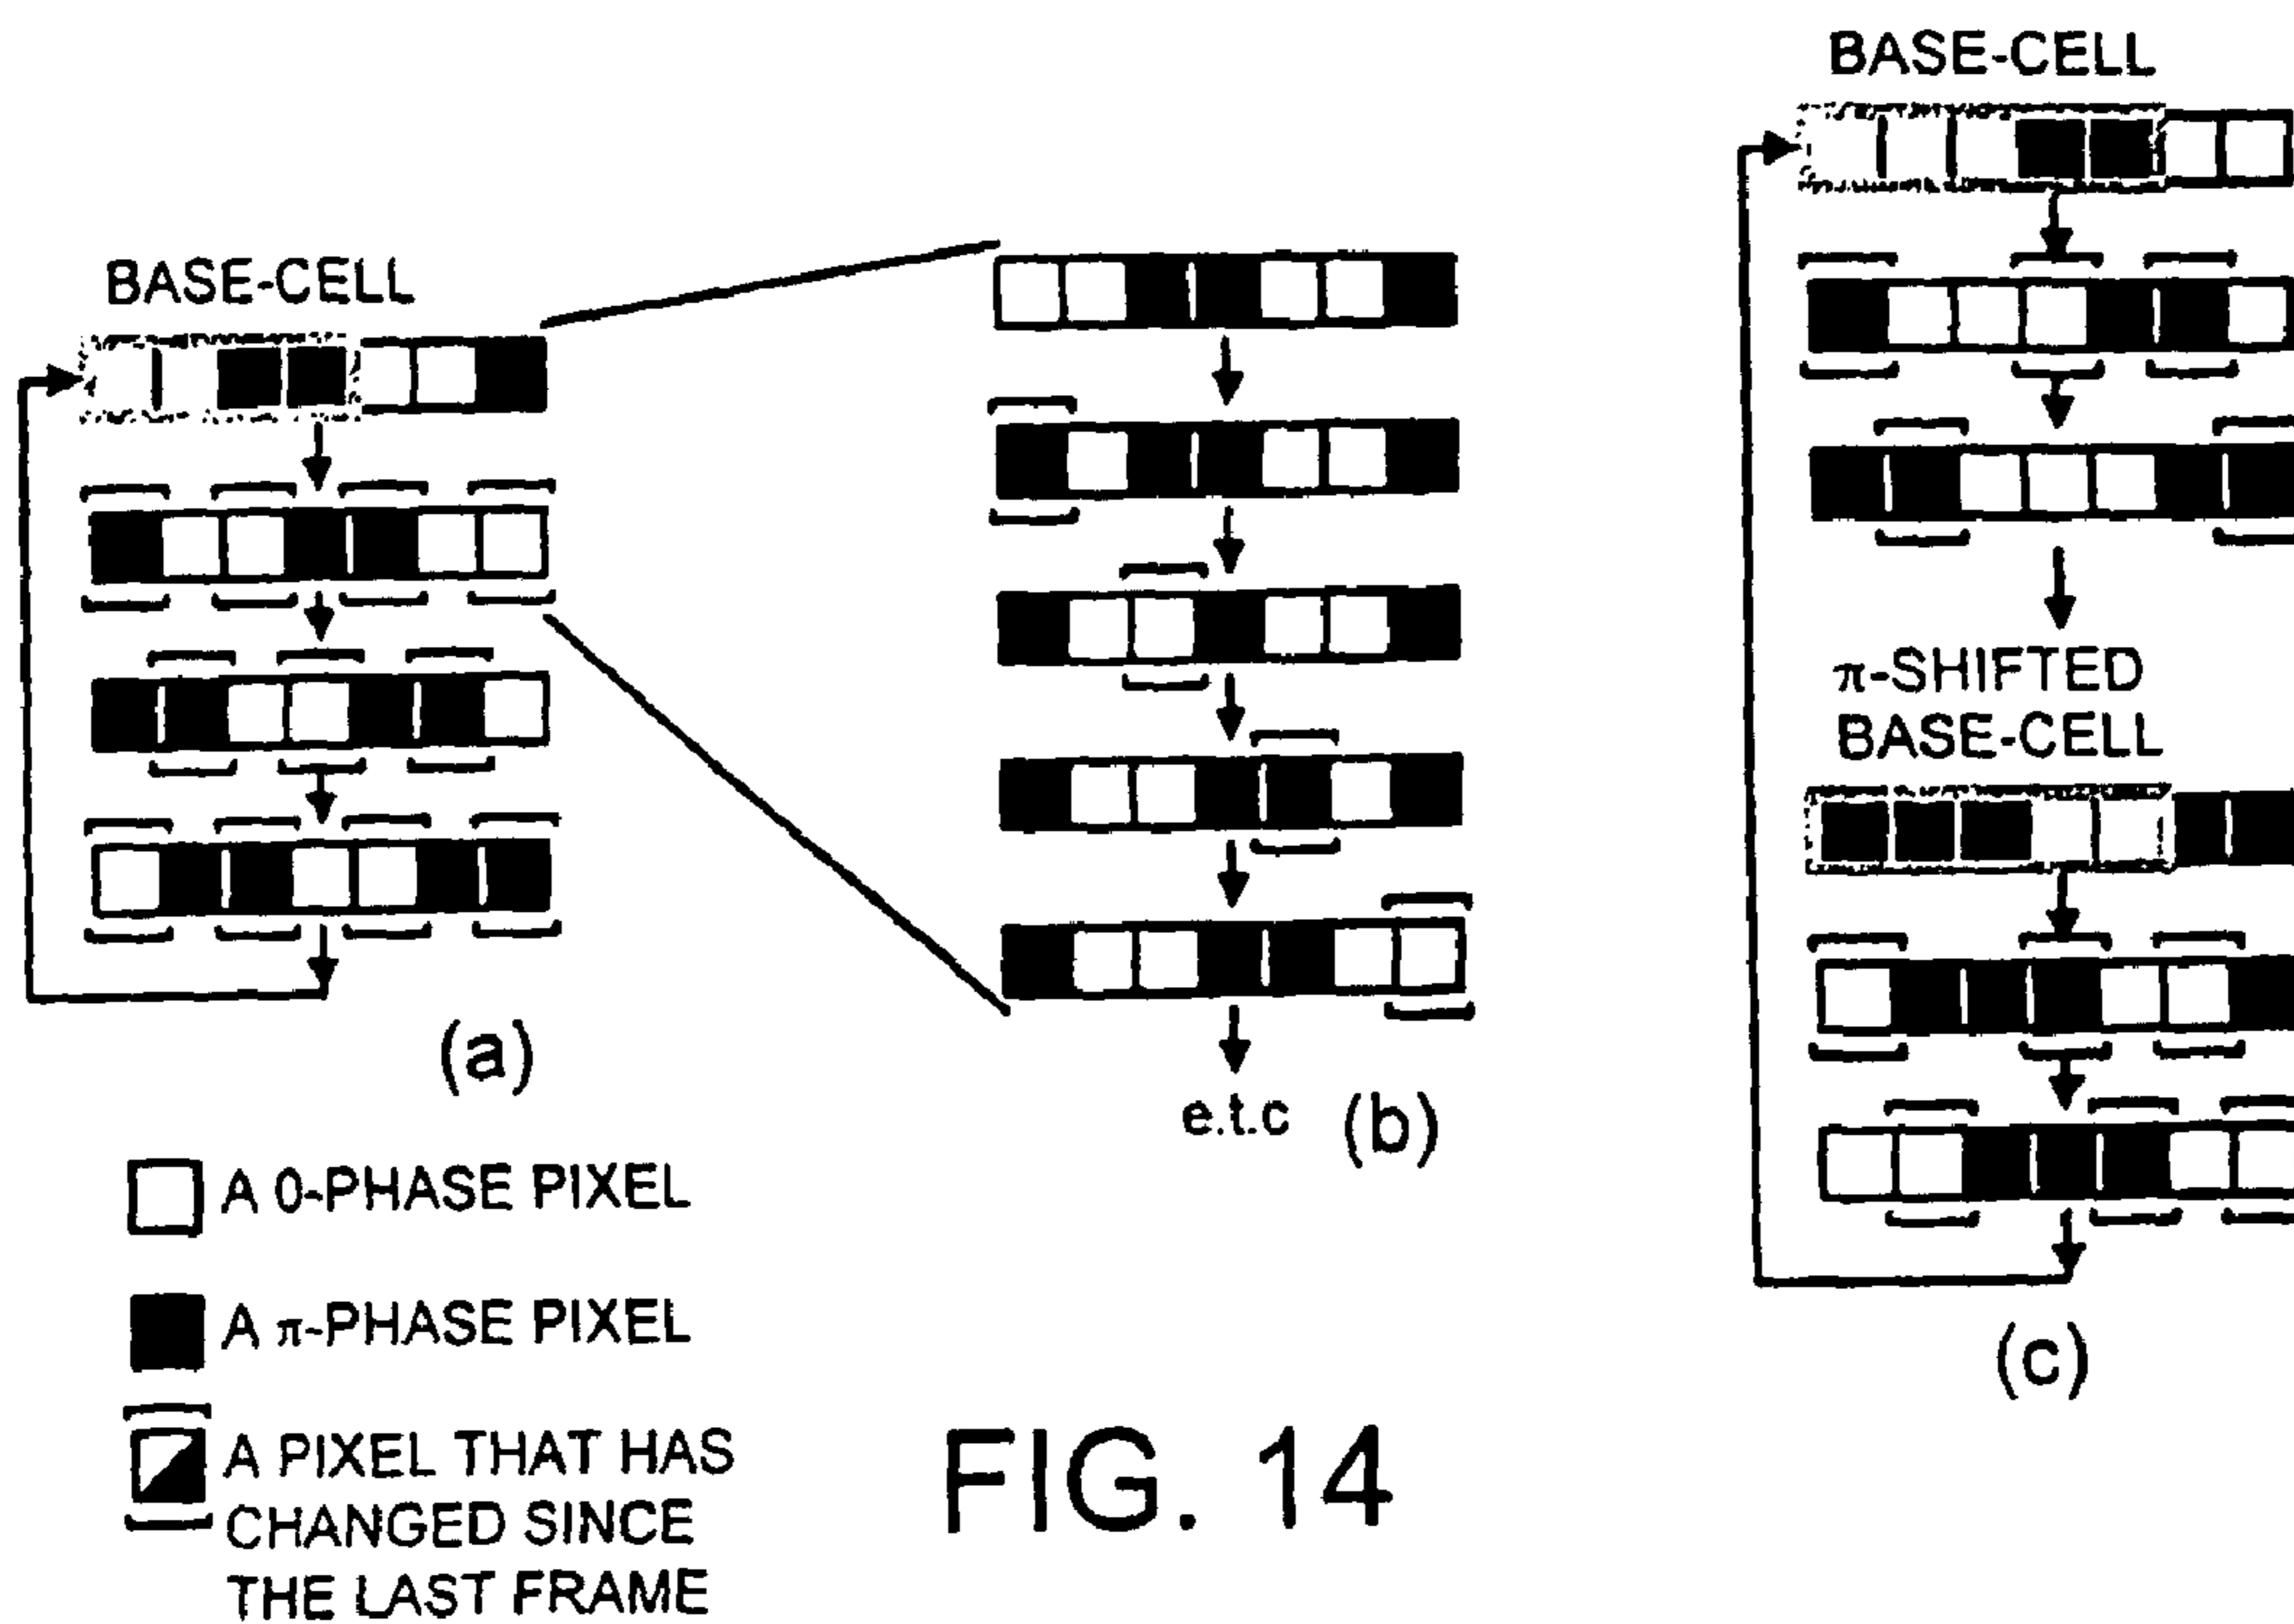 BASE-CELL
BASE-CELL
π-SHIFTED
BASE-CELL
(a)
e.t.c
(b)
(c)
A 0-PHASE PIXEL
A π-PHASE PIXEL
A PIXEL THAT HAS
CHANGED SINCE
THE LAST FRAME
FIG. 14